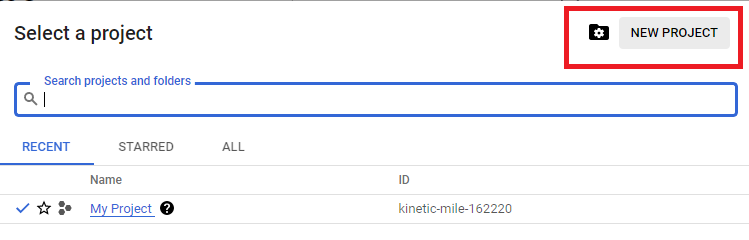 Select a project
NEW PROJECT
Search projects and folders
RECENT STARRED ALL
Name ID
My Project kinetic-mile-162220